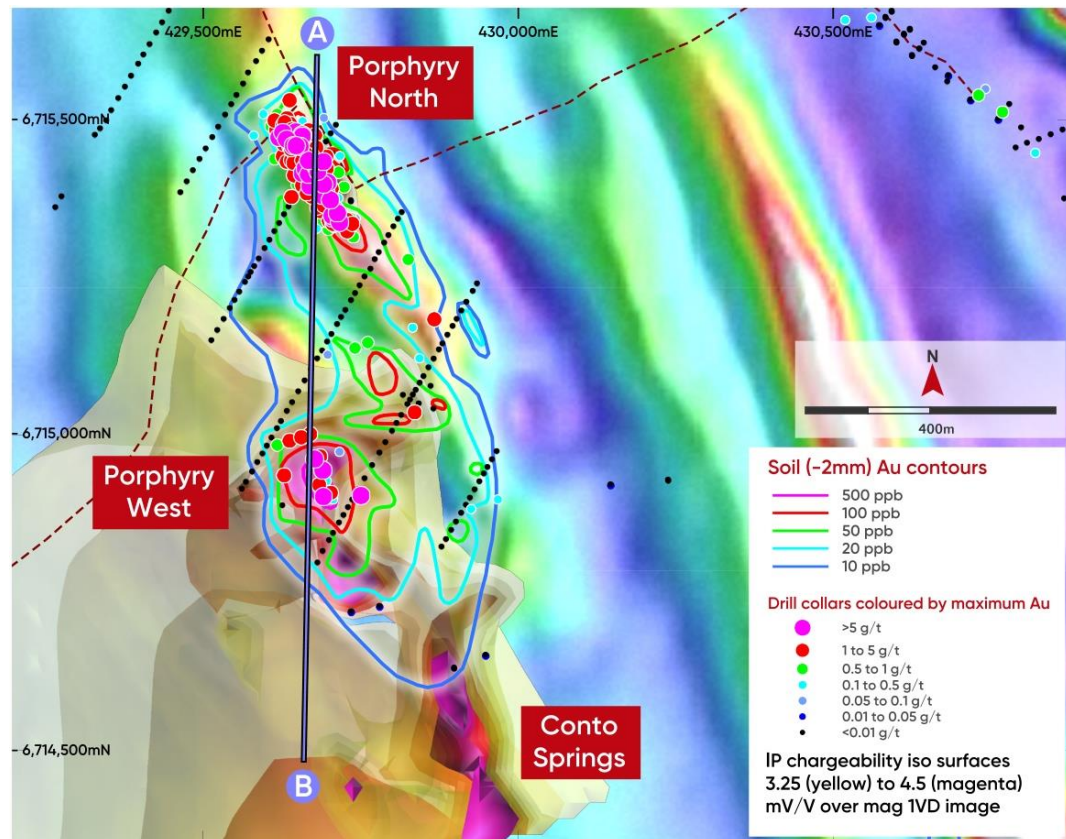 429,500mE
430,000mE
430,500mE
A
Porphyry
North
6,715,500mN
N
400m
6,715,000mN
Porphyry
West
Soil (-2mm) Au contours
500 ppb
100 ppb
50 ppb
20 ppb
10 ppb
Drill collars coloured by maximum Au
>5 g/t
1 to 5 g/t
0.5 to 1 g/t
0.1 to 0.5 g/t
0.05 to 0.1 g/t
0.01 to 0.05 g/t
<0.01 g/t
Conto
Springs
6,714,500mN
B
IP chargeability iso surfaces
3.25 (yellow) to 4.5 (magenta)
mV/V over mag 1VD image